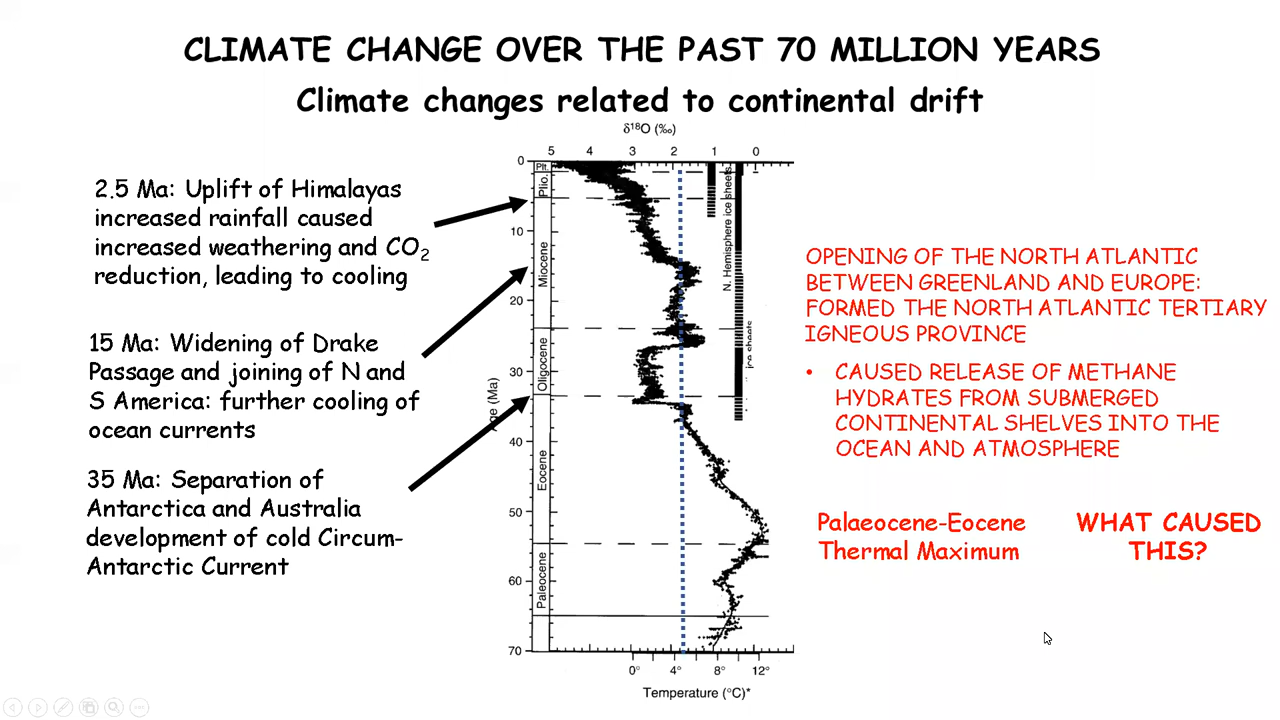 CLIMATE CHANGE OVER THE PAST 70 MILLION YEARS
Climate changes related to continental drift
2.5 Ma: Uplift of Himalayas
increased rainfall caused
increased weathering and CO₂
reduction, leading to cooling
15 Ma: Widening of Drake
Passage and joining of N and
S America: further cooling of
ocean currents
35 Ma: Separation of
Antarctica and Australia
development of cold Circum-
Antarctic Current
δ¹⁸O (‰)
5 4 3 2 1 0
0
10
20
30
40
50
60
70
Age (Ma)
Plt.
Plio.
Miocene
Oligocene
Eocene
Paleocene
N. Hemisphere ice sheets
ice sheets
0° 4° 8° 12°
Temperature (°C)*
OPENING OF THE NORTH ATLANTIC
BETWEEN GREENLAND AND EUROPE:
FORMED THE NORTH ATLANTIC TERTIARY
IGNEOUS PROVINCE
• CAUSED RELEASE OF METHANE
HYDRATES FROM SUBMERGED
CONTINENTAL SHELVES INTO THE
OCEAN AND ATMOSPHERE
Palaeocene-Eocene
Thermal Maximum
WHAT CAUSED
THIS?